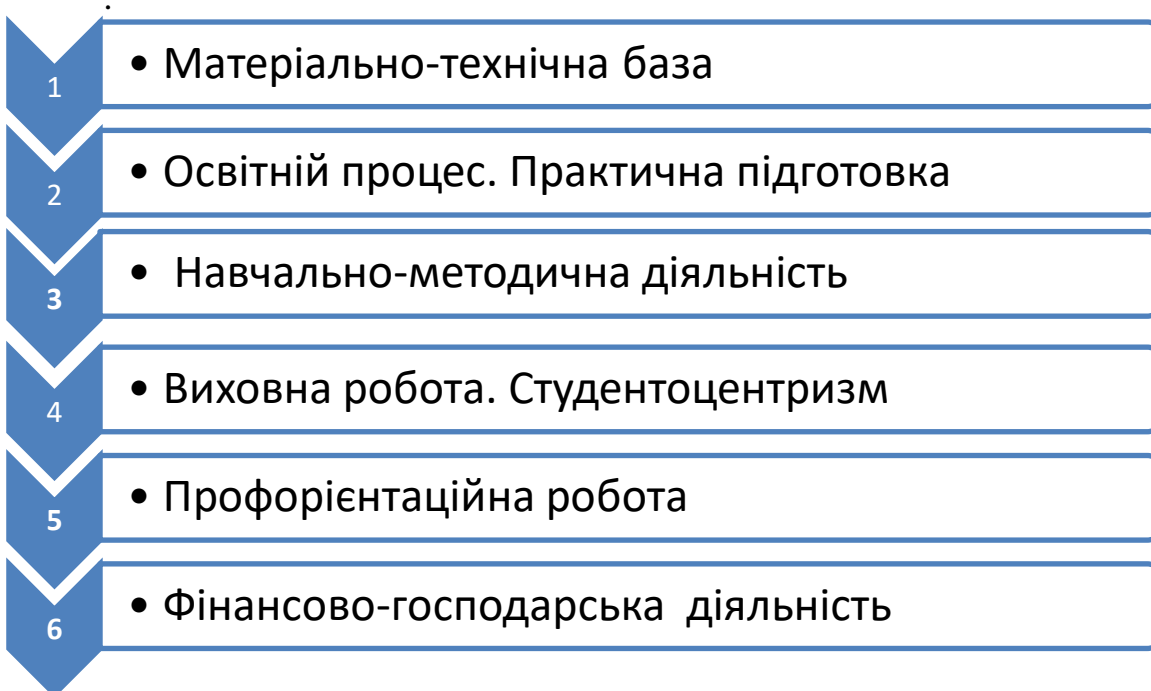 .
1 • Матеріально-технічна база
2 • Освітній процес. Практична підготовка
3 • Навчально-методична діяльність
4 • Виховна робота. Студентоцентризм
5 • Профорієнтаційна робота
6 • Фінансово-господарська діяльність